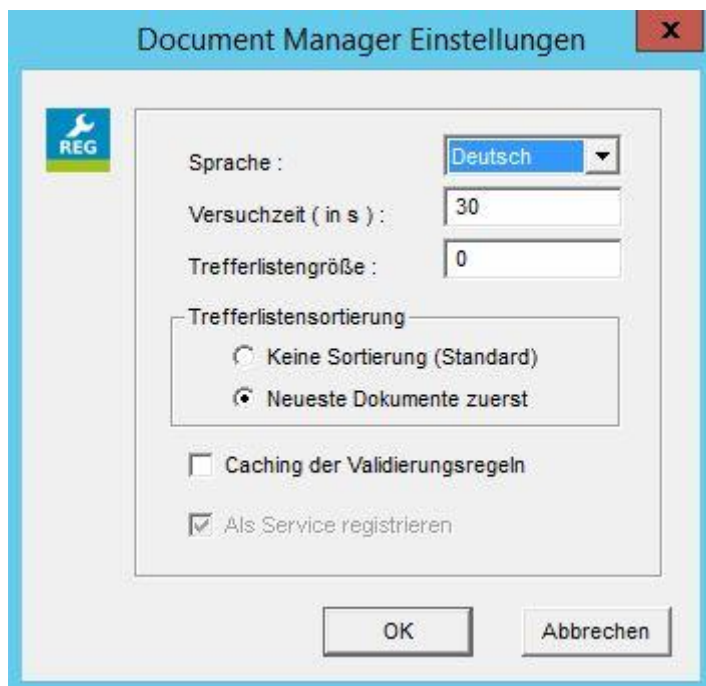 Document Manager Einstellungen
x
REG
Sprache : Deutsch
Versuchzeit ( in s ) : 30
Trefferlistengröße : 0
Trefferlistensortierung
Keine Sortierung (Standard)
Neueste Dokumente zuerst
Caching der Validierungsregeln
Als Service registrieren
OK Abbrechen